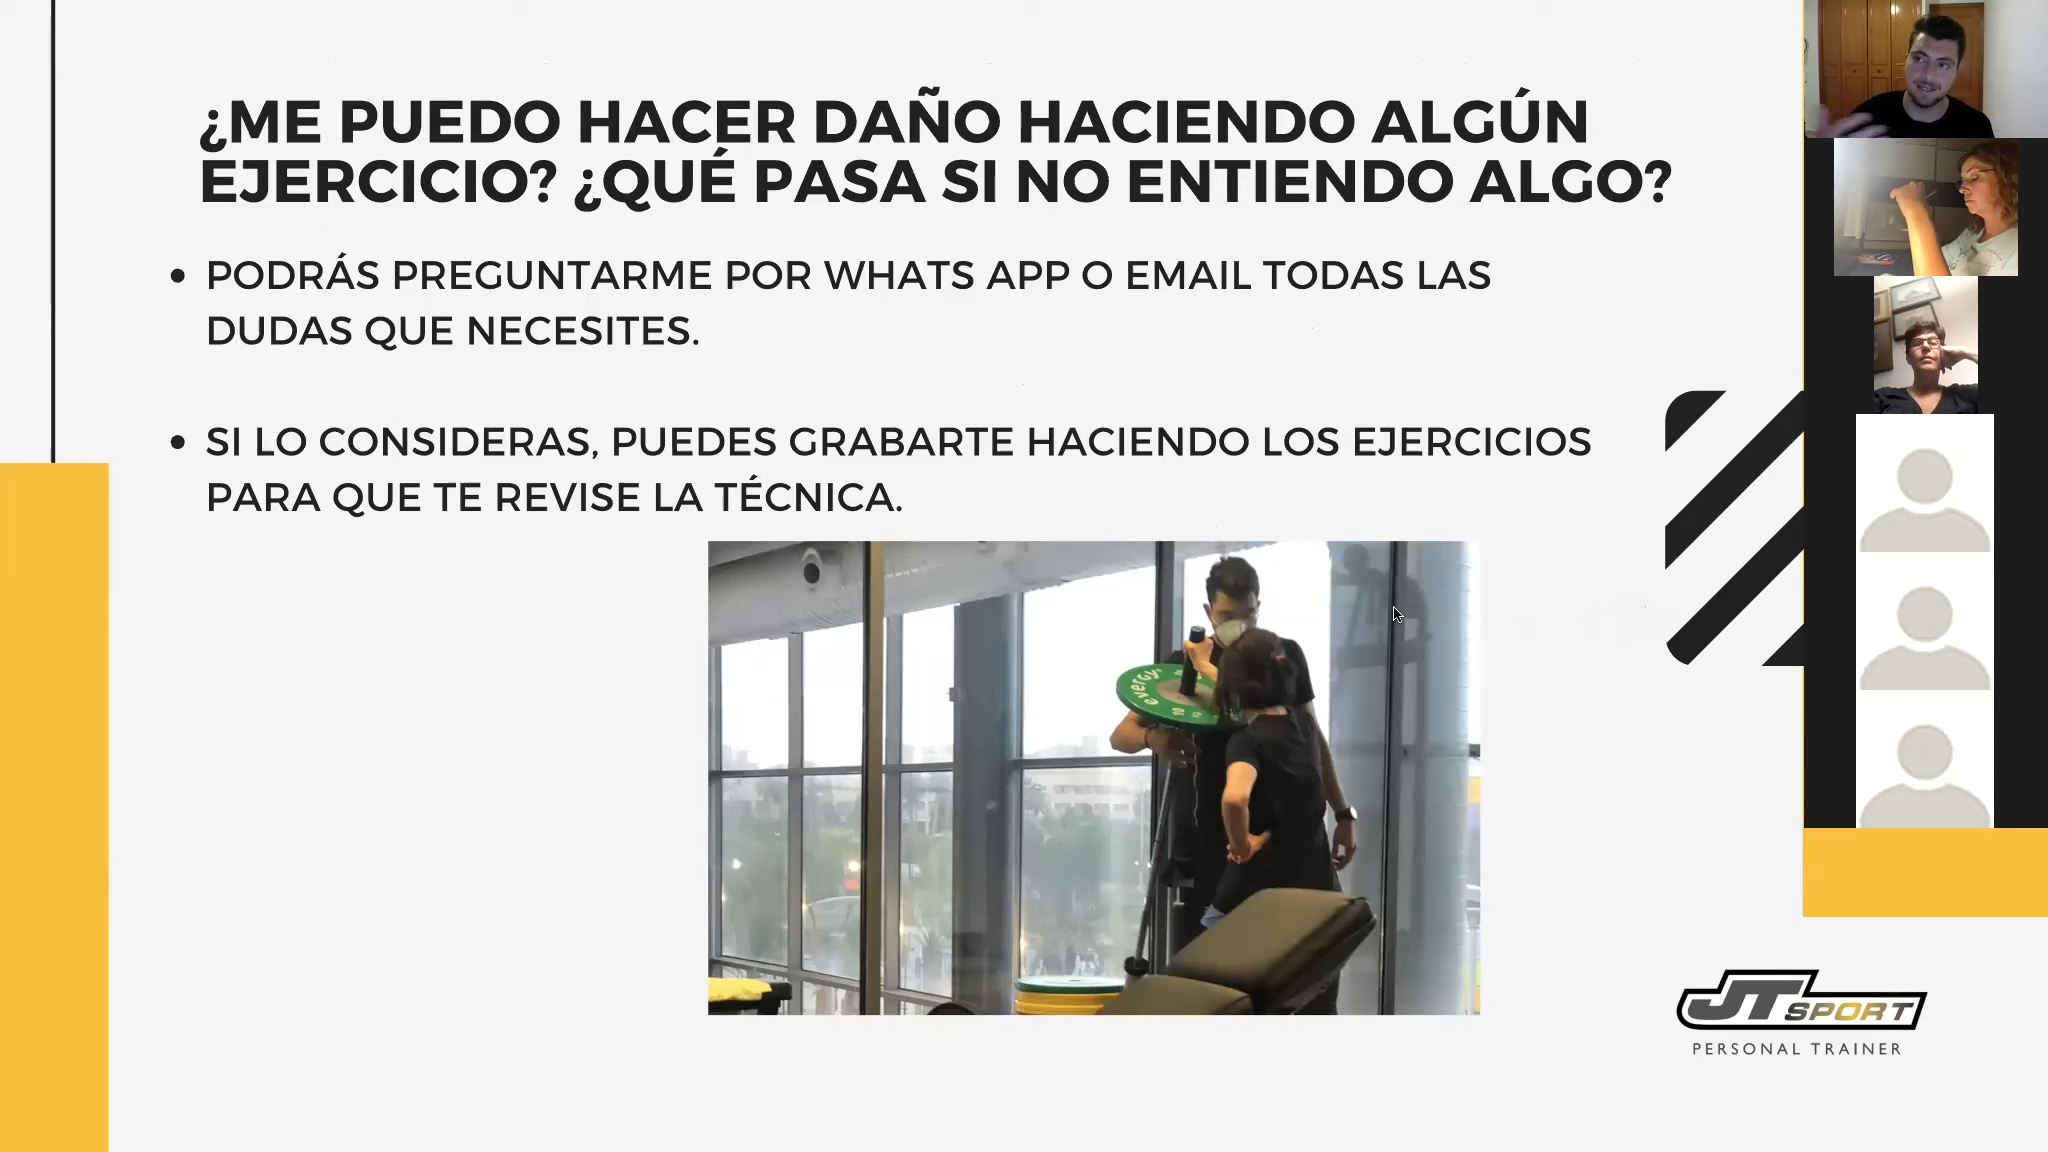 ¿ME PUEDO HACER DAÑO HACIENDO ALGÚN
EJERCICIO? ¿QUÉ PASA SI NO ENTIENDO ALGO?
• PODRÁS PREGUNTARME POR WHATS APP O EMAIL TODAS LAS
DUDAS QUE NECESITES.
• SI LO CONSIDERAS, PUEDES GRABARTE HACIENDO LOS EJERCICIOS
PARA QUE TE REVISE LA TÉCNICA.
evergy
10
JT SPORT
PERSONAL TRAINER